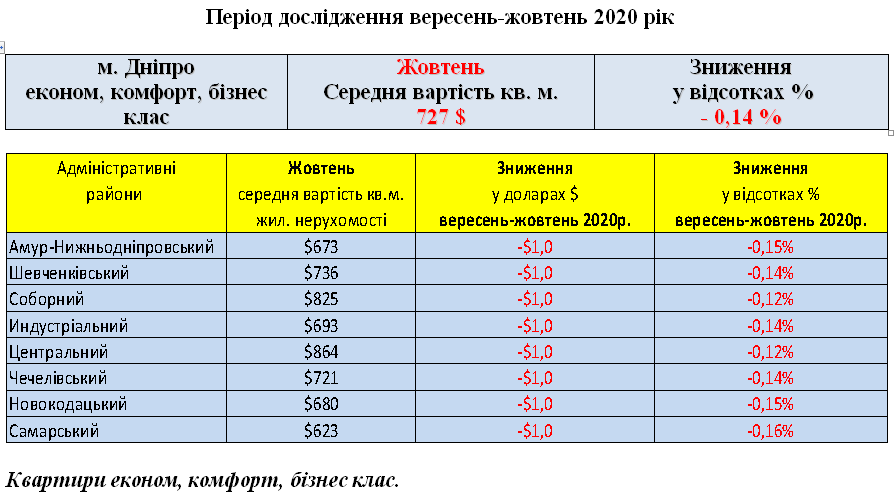 Період дослідження вересень-жовтень 2020 рік
м. Дніпро
економ, комфорт, бізнес
клас
Жовтень
Середня вартість кв. м.
727 $
Зниження
у відсотках %
- 0,14 %
Адміністративні
райони
Жовтень
середня вартість кв.м.
жил. нерухомості
Зниження
у доларах $
вересень-жовтень 2020р.
Зниження
у відсотках %
вересень-жовтень 2020р.
Амур-Нижньодніпровський $673 -$1,0 -0,15%
Шевченківський $736 -$1,0 -0,14%
Соборний $825 -$1,0 -0,12%
Индустріальний $693 -$1,0 -0,14%
Центральний $864 -$1,0 -0,12%
Чечелівський $721 -$1,0 -0,14%
Новокодацький $680 -$1,0 -0,15%
Самарський $623 -$1,0 -0,16%
Квартири економ, комфорт, бізнес клас.